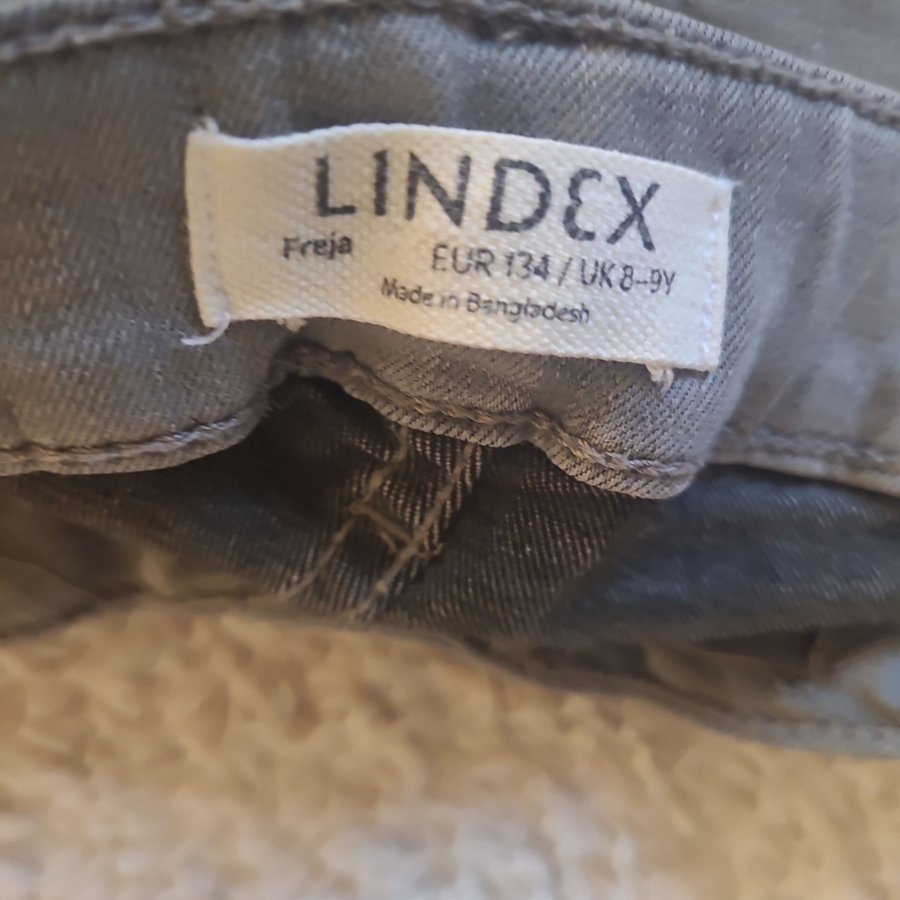 LINDEX
Freja EUR 134 / UK 8-9Y
Made in Bangladesh